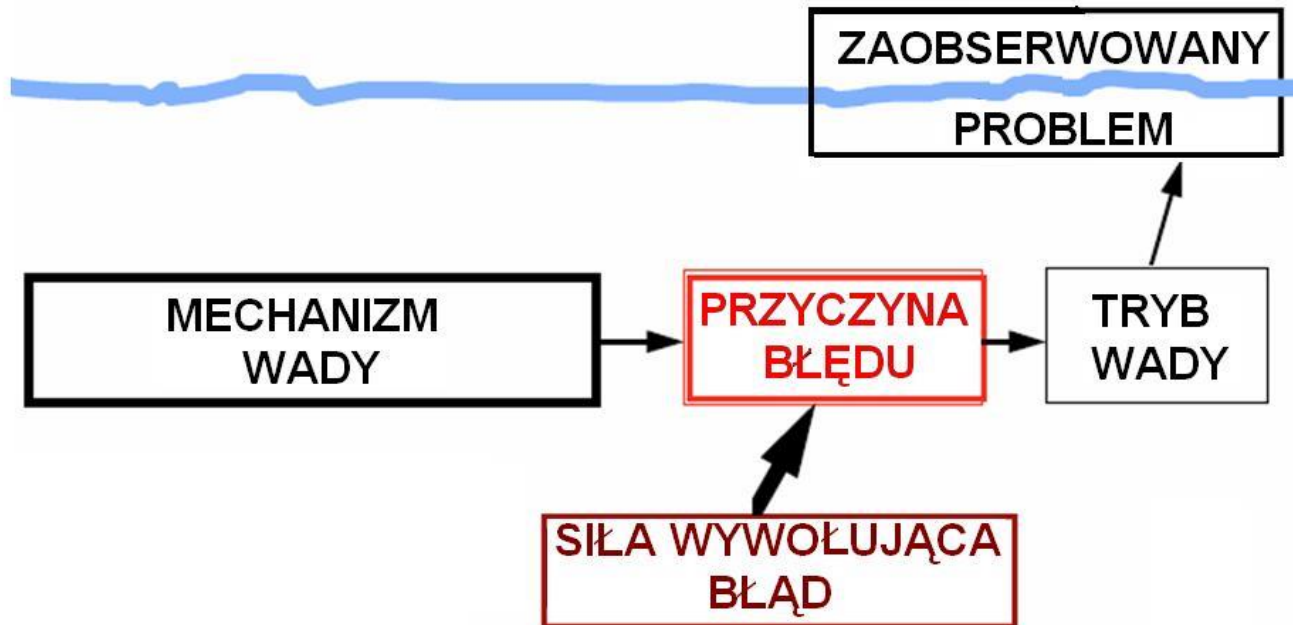 ZAOBSERWOWANY
PROBLEM
MECHANIZM
WADY
PRZYCZYNA
BŁĘDU
TRYB
WADY
SIŁA WYWOŁUJĄCA
BŁĄD